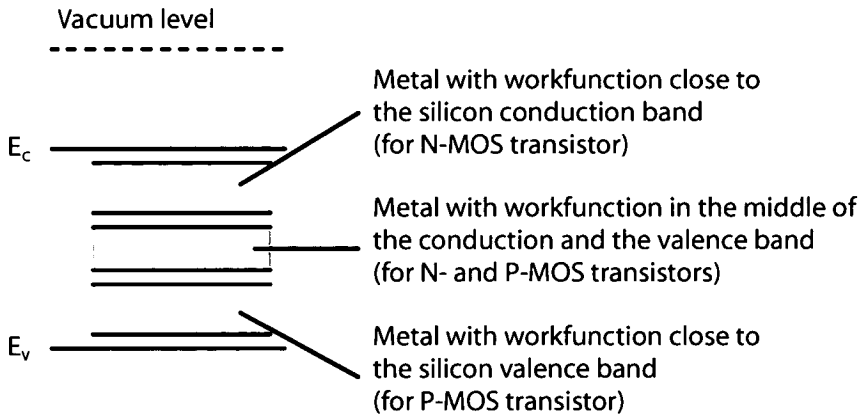 Vacuum level
Metal with workfunction close to
the silicon conduction band
(for N-MOS transistor)
Ec
Metal with workfunction in the middle of
the conduction and the valence band
(for N- and P-MOS transistors)
Metal with workfunction close to
the silicon valence band
(for P-MOS transistor)
Ev